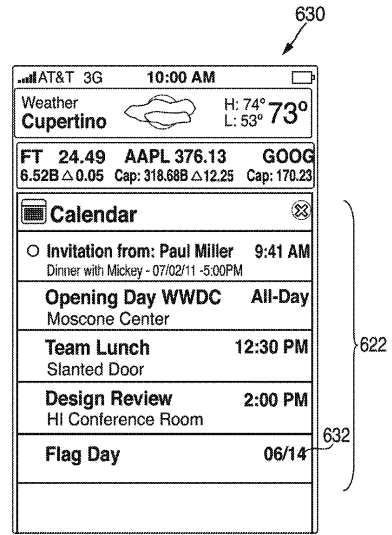 630
AT&T 3G 10:00 AM
Weather H: 74° 73°
Cupertino L: 53°
FT 24.49 AAPL 376.13 GOOG
6.52B △ 0.05 Cap: 318.68B △12.25 Cap: 170.23
Calendar
Invitation from: Paul Miller 9:41 AM
Dinner with Mickey - 07/02/11 -5:00PM
Opening Day WWDC All-Day
Moscone Center
Team Lunch 12:30 PM
Slanted Door
622
Design Review 2:00 PM
HI Conference Room
632
Flag Day 06/14